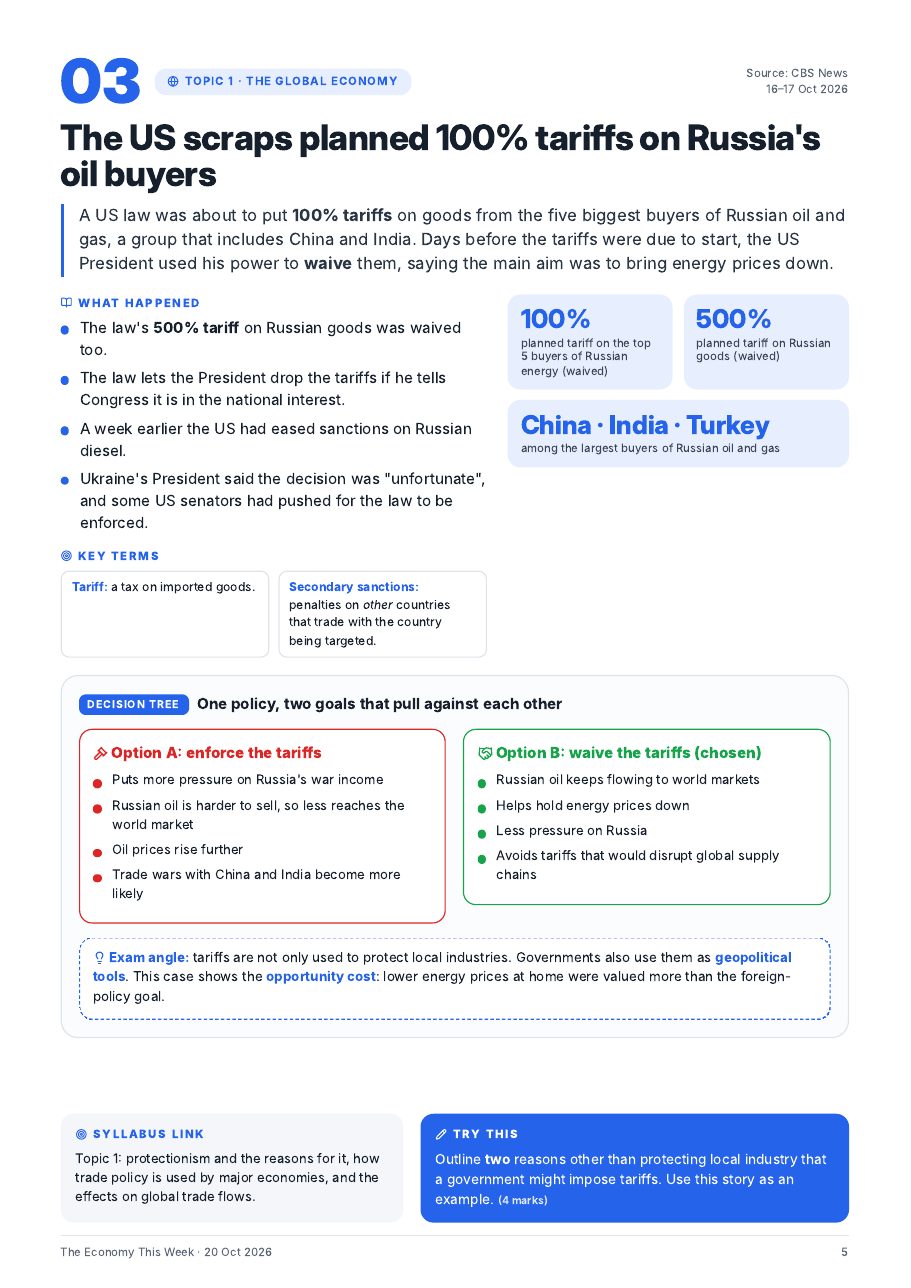 03
TOPIC 1 · THE GLOBAL ECONOMY
Source: CBS News
16–17 Oct 2026
The US scraps planned 100% tariffs on Russia's
oil buyers
A US law was about to put 100% tariffs on goods from the five biggest buyers of Russian oil and
gas, a group that includes China and India. Days before the tariffs were due to start, the US
President used his power to waive them, saying the main aim was to bring energy prices down.
WHAT HAPPENED
The law's 500% tariff on Russian goods was waived
too.
The law lets the President drop the tariffs if he tells
Congress it is in the national interest.
A week earlier the US had eased sanctions on Russian
diesel.
Ukraine's President said the decision was "unfortunate",
and some US senators had pushed for the law to be
enforced.
100%
planned tariff on the top
5 buyers of Russian
energy (waived)
500%
planned tariff on Russian
goods (waived)
China · India · Turkey
among the largest buyers of Russian oil and gas
KEY TERMS
Tariff: a tax on imported goods.
Secondary sanctions:
penalties on other countries
that trade with the country
being targeted.
DECISION TREE One policy, two goals that pull against each other
Option A: enforce the tariffs
Puts more pressure on Russia's war income
Russian oil is harder to sell, so less reaches the
world market
Oil prices rise further
Trade wars with China and India become more
likely
Option B: waive the tariffs (chosen)
Russian oil keeps flowing to world markets
Helps hold energy prices down
Less pressure on Russia
Avoids tariffs that would disrupt global supply
chains
Exam angle: tariffs are not only used to protect local industries. Governments also use them as geopolitical
tools. This case shows the opportunity cost: lower energy prices at home were valued more than the foreign-
policy goal.
SYLLABUS LINK
Topic 1: protectionism and the reasons for it, how
trade policy is used by major economies, and the
effects on global trade flows.
TRY THIS
Outline two reasons other than protecting local industry that
a government might impose tariffs. Use this story as an
example. (4 marks)
The Economy This Week · 20 Oct 2026
5